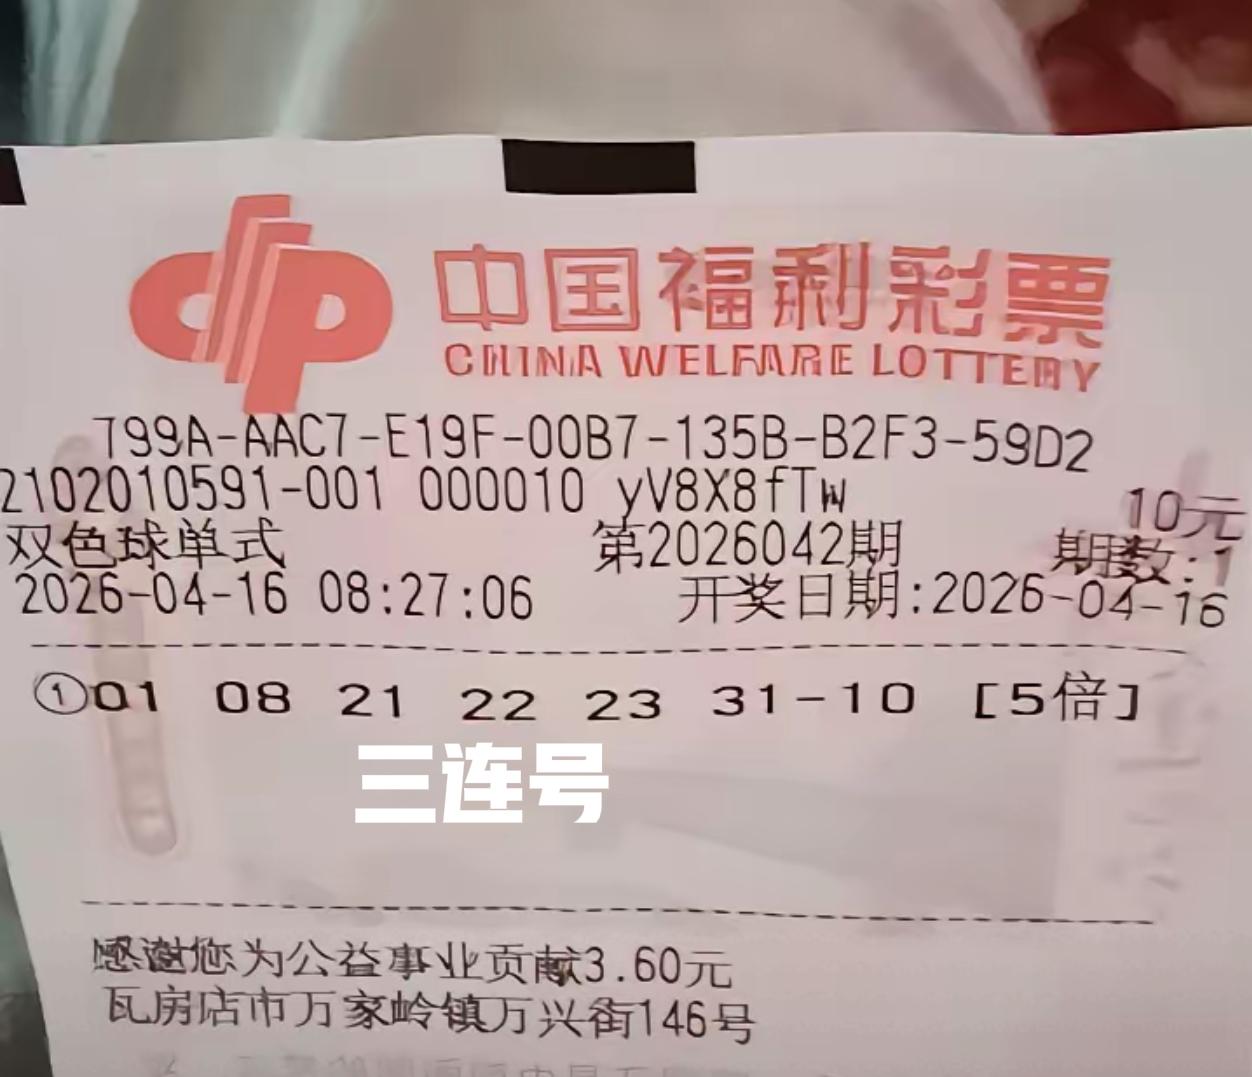 中国福利彩票
CHINA WELFARE LOTTERY
799A-AAC7-E19F-00B7-135B-B2F3-59D2
2102010591-001 000010 yV8X8fTw 10元
双色球单式 第2026042期 期数:1
2026-04-16 08:27:06 开奖日期:2026-04-16
①01 08 21 22 23 31-10 [5倍]
三连号
感谢您为公益事业贡献3.60元
瓦房店市万家岭镇万兴街146号